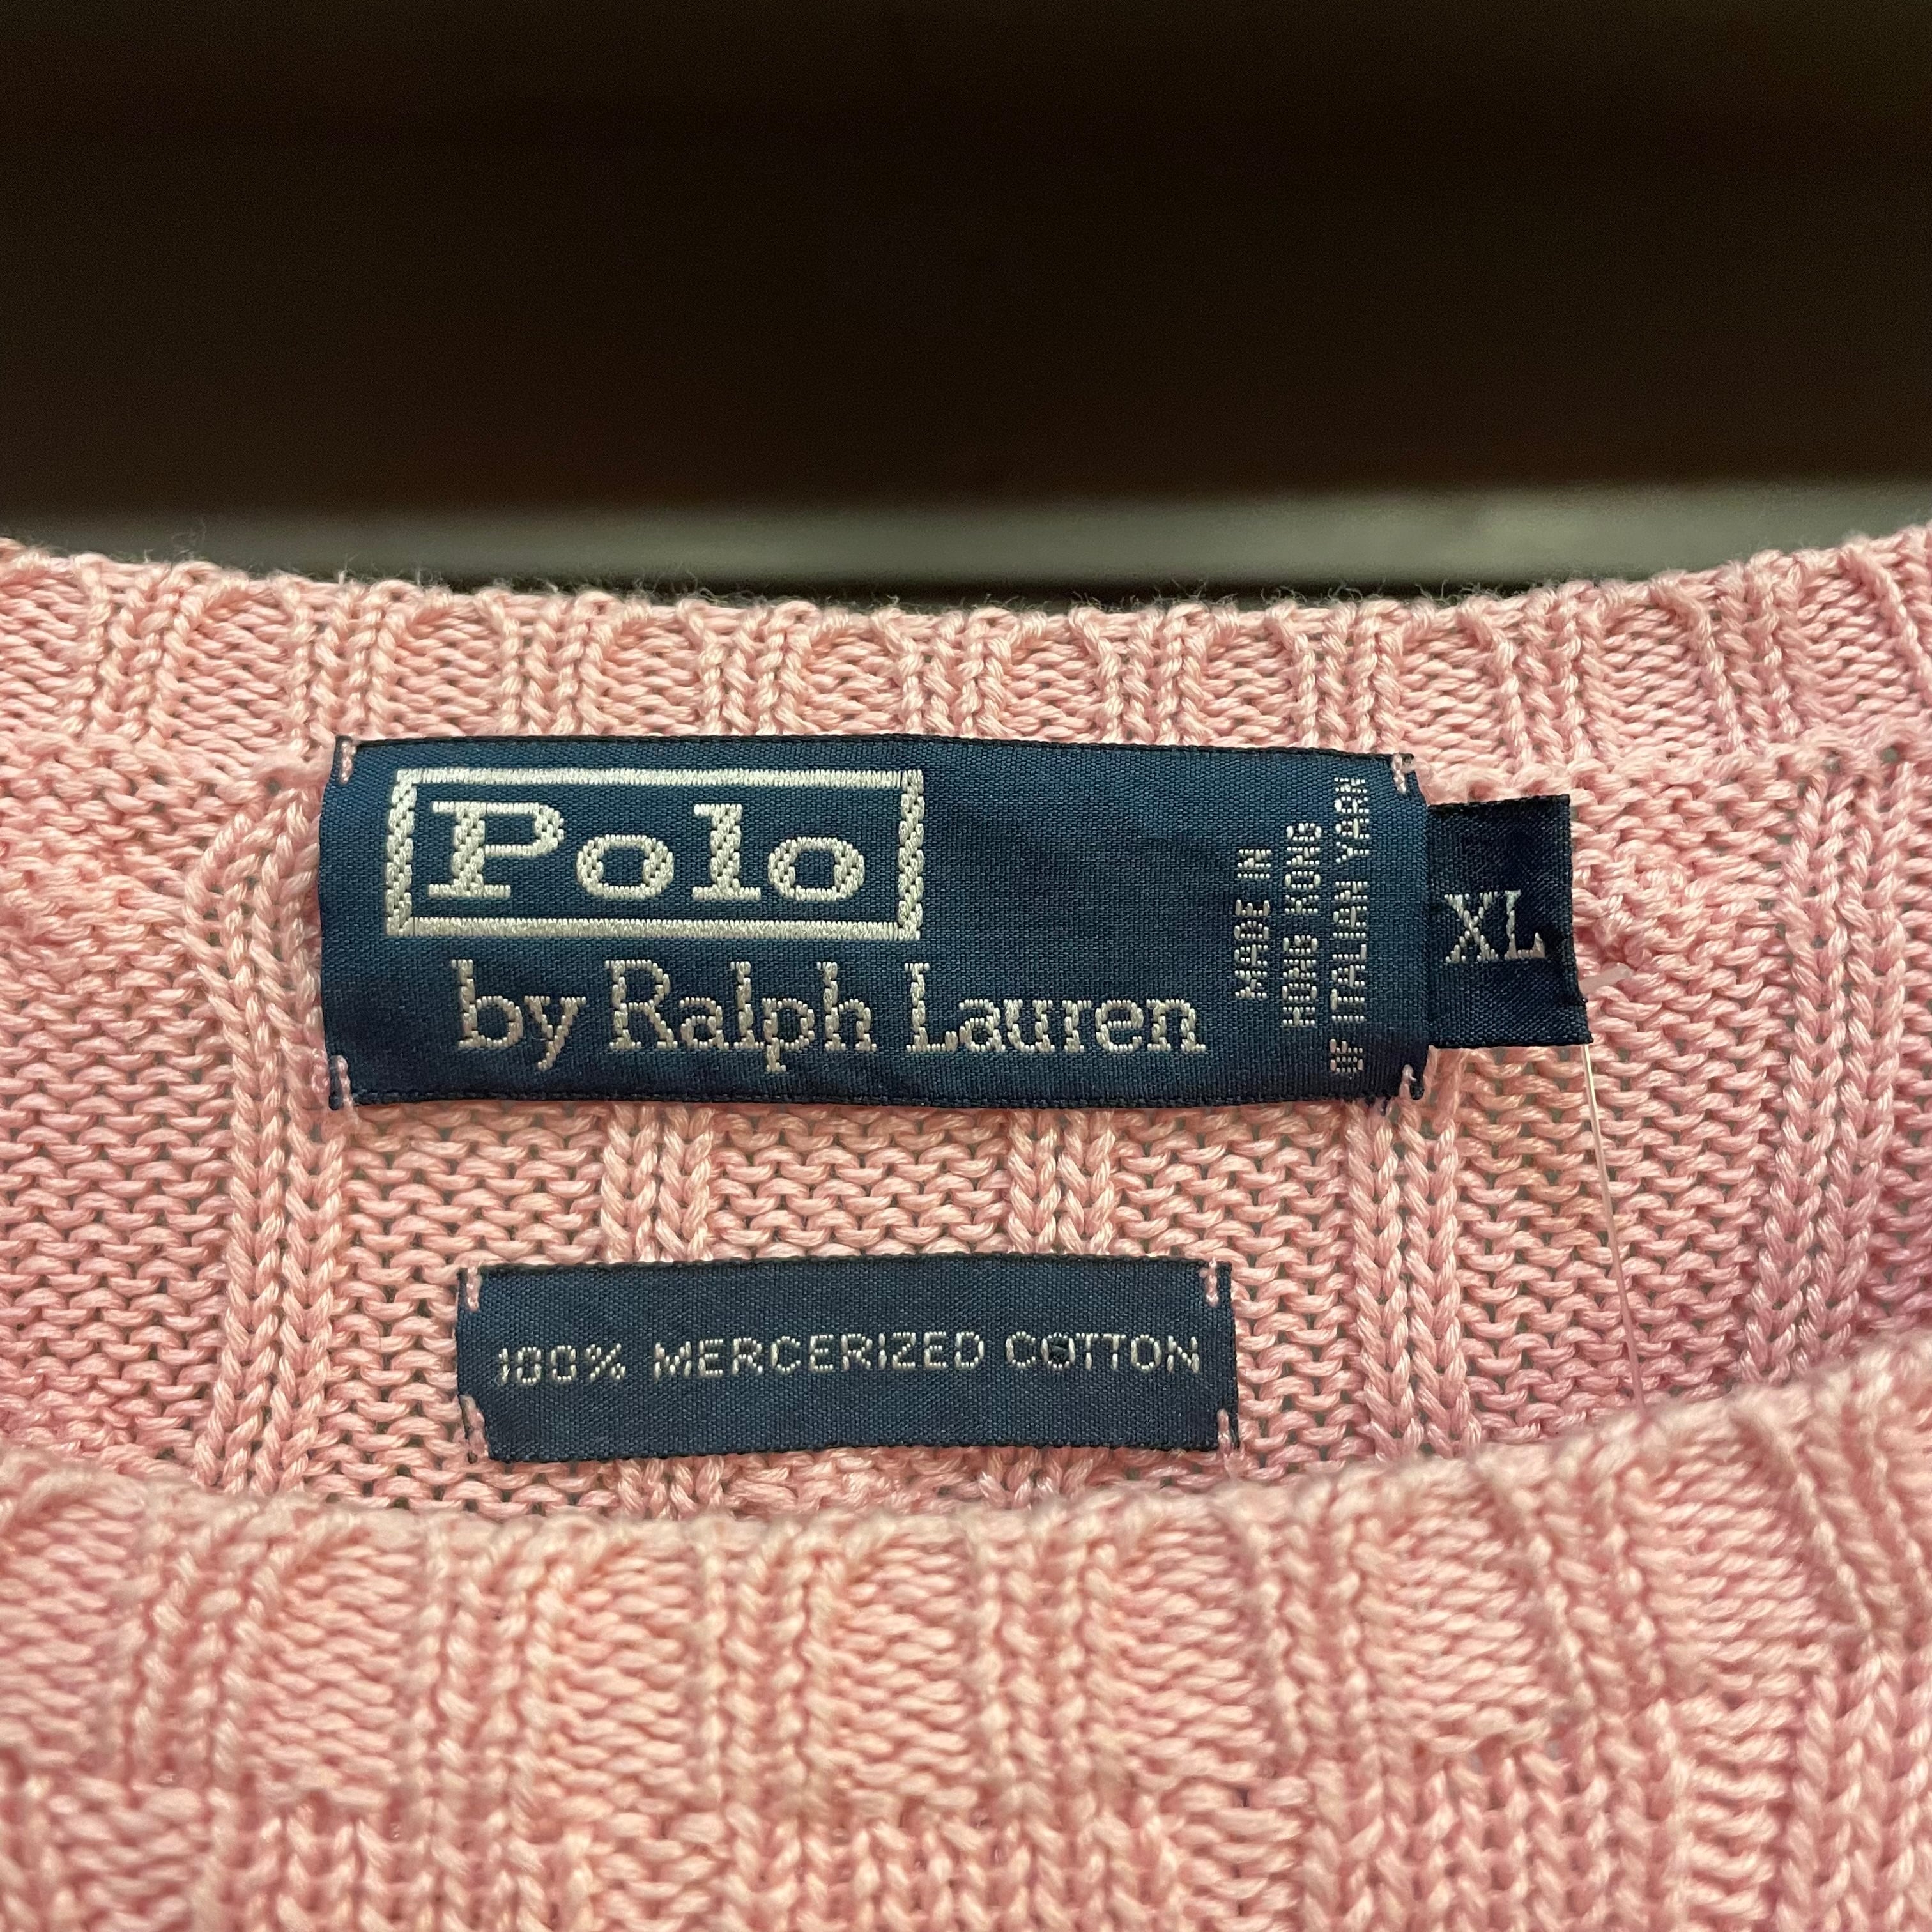 Polo
by Ralph Lauren
MADE IN
HONG KONG
OF ITALIAN YARN
XL
100% MERCERIZED COTTON